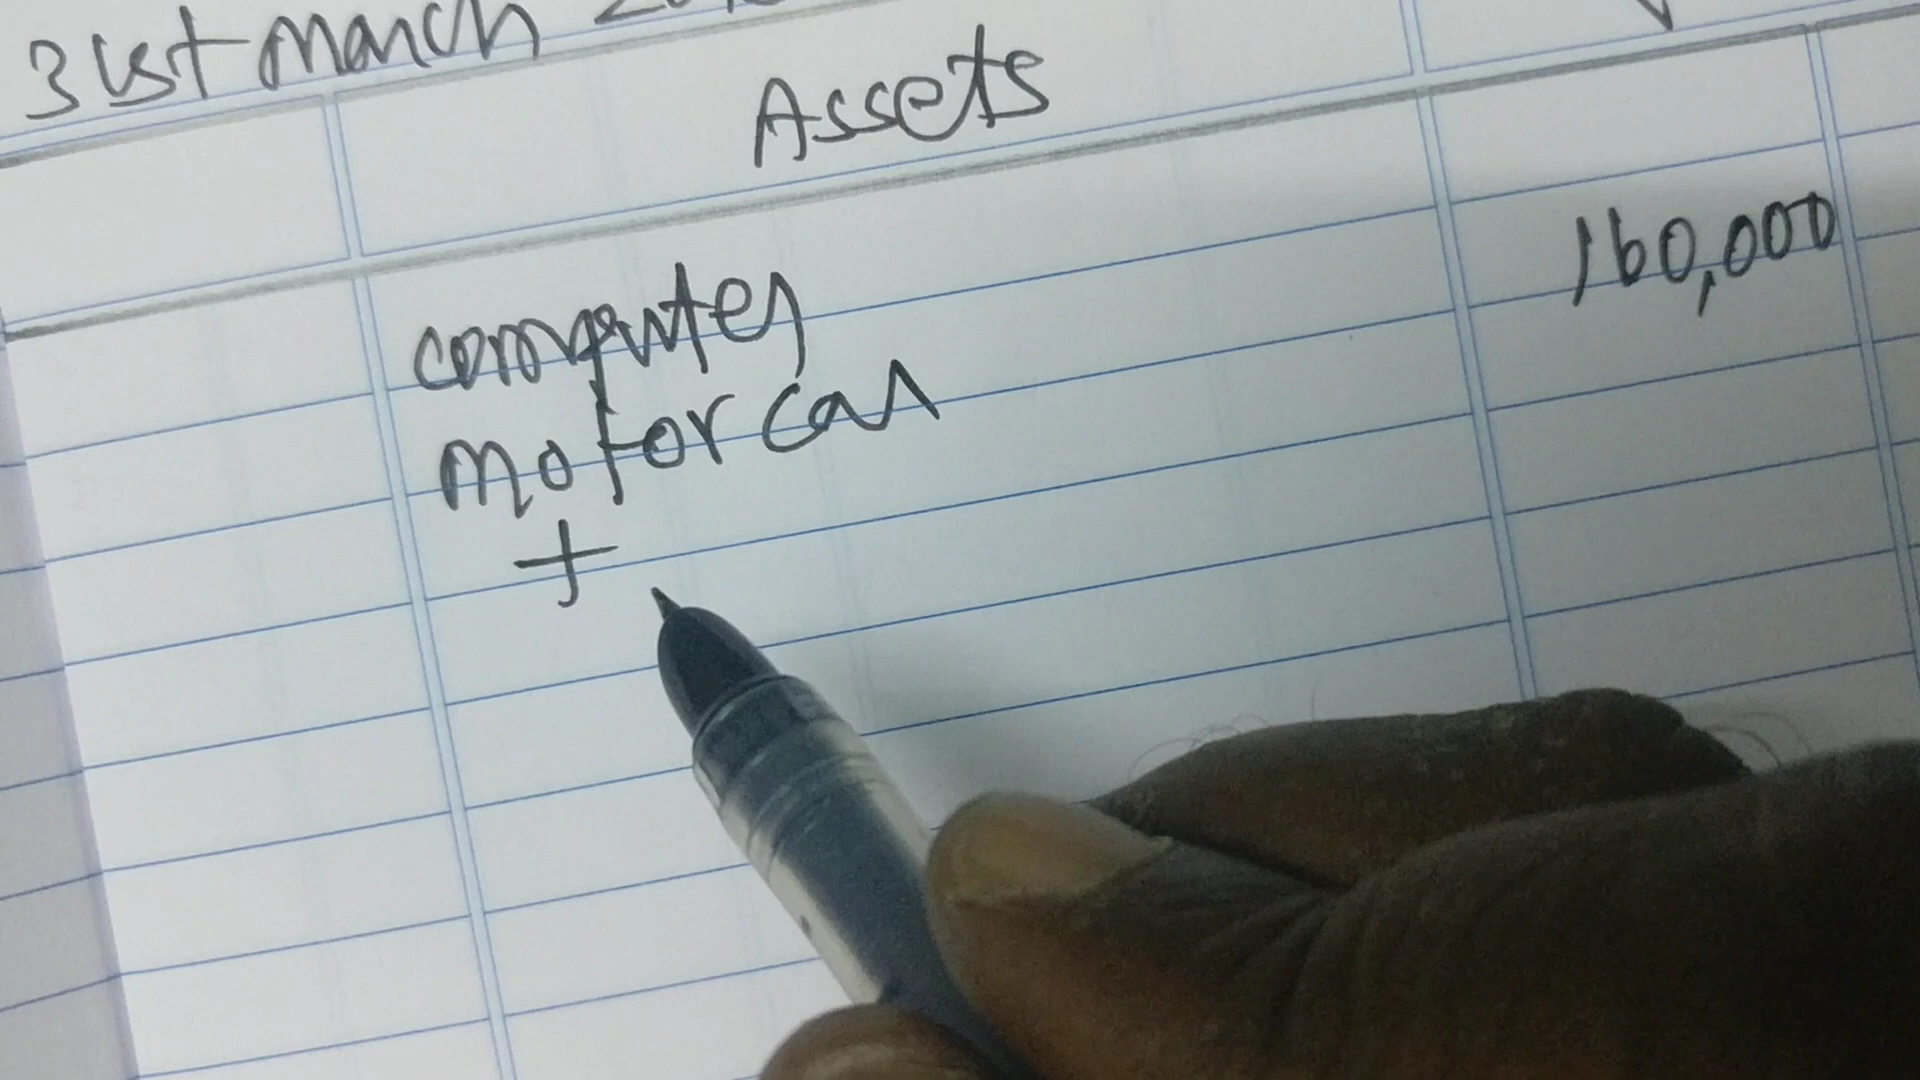 31st march
Assets
computer 160,000
motor car
+